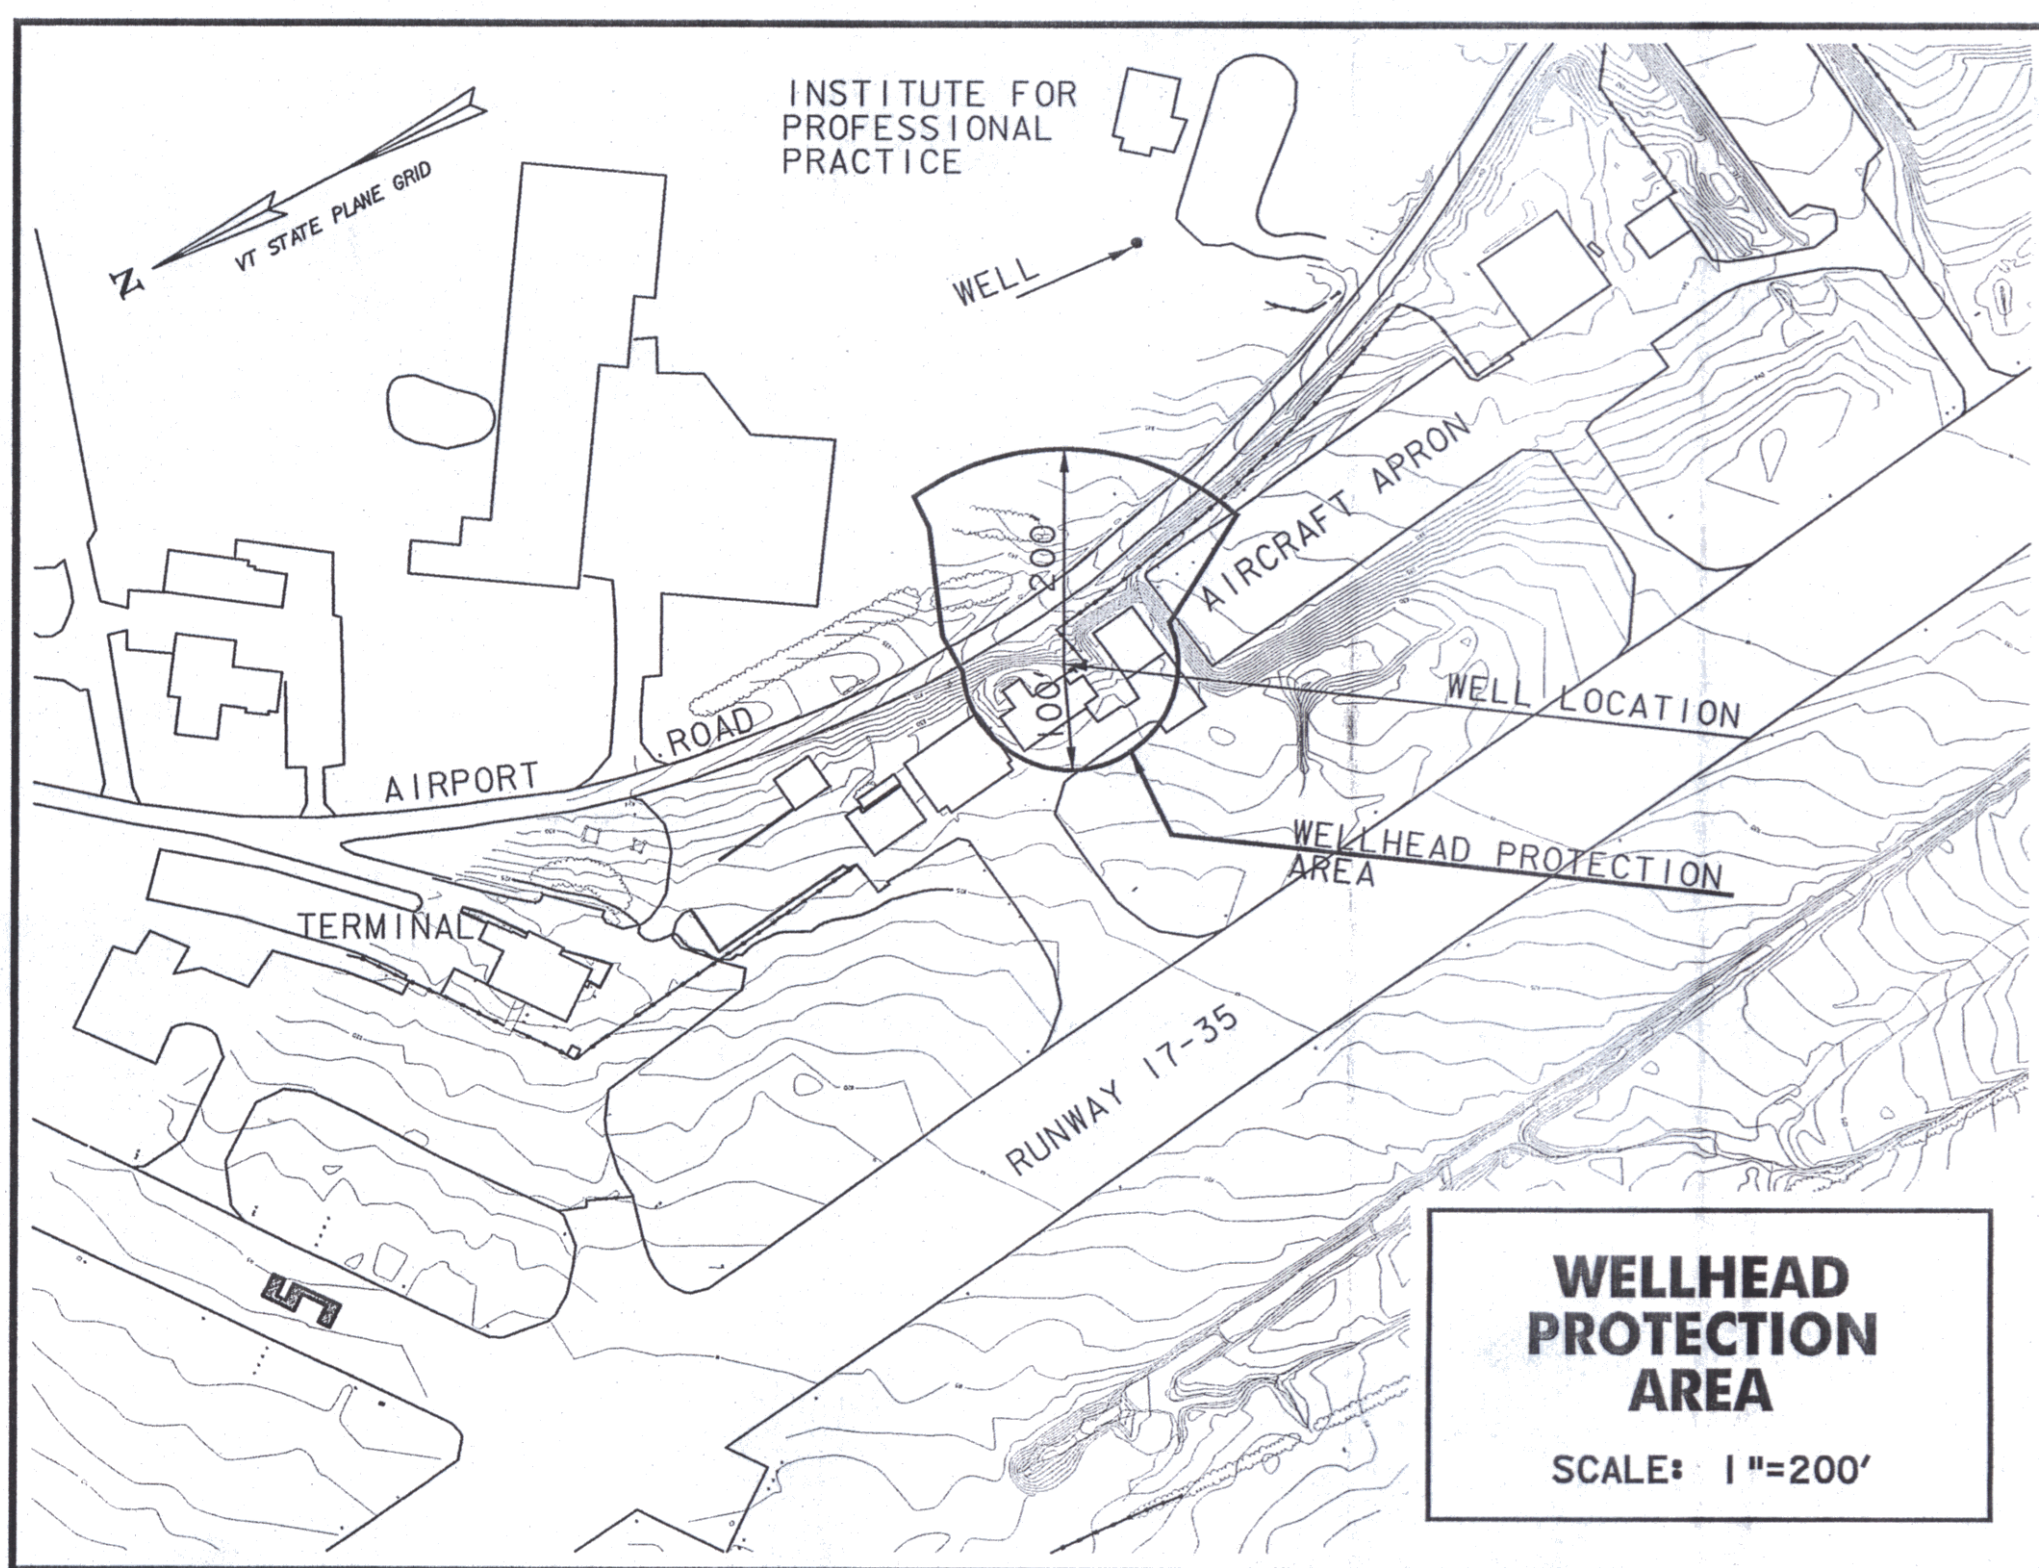 INSTITUTE FOR
PROFESSIONAL
PRACTICE
N
VT STATE PLANE GRID
WELL
AIRCRAFT APRON
200'
100'
WELL LOCATION
AIRPORT ROAD
WELLHEAD PROTECTION
AREA
TERMINAL
RUNWAY 17-35
5
WELLHEAD
PROTECTION
AREA
SCALE: 1"=200'